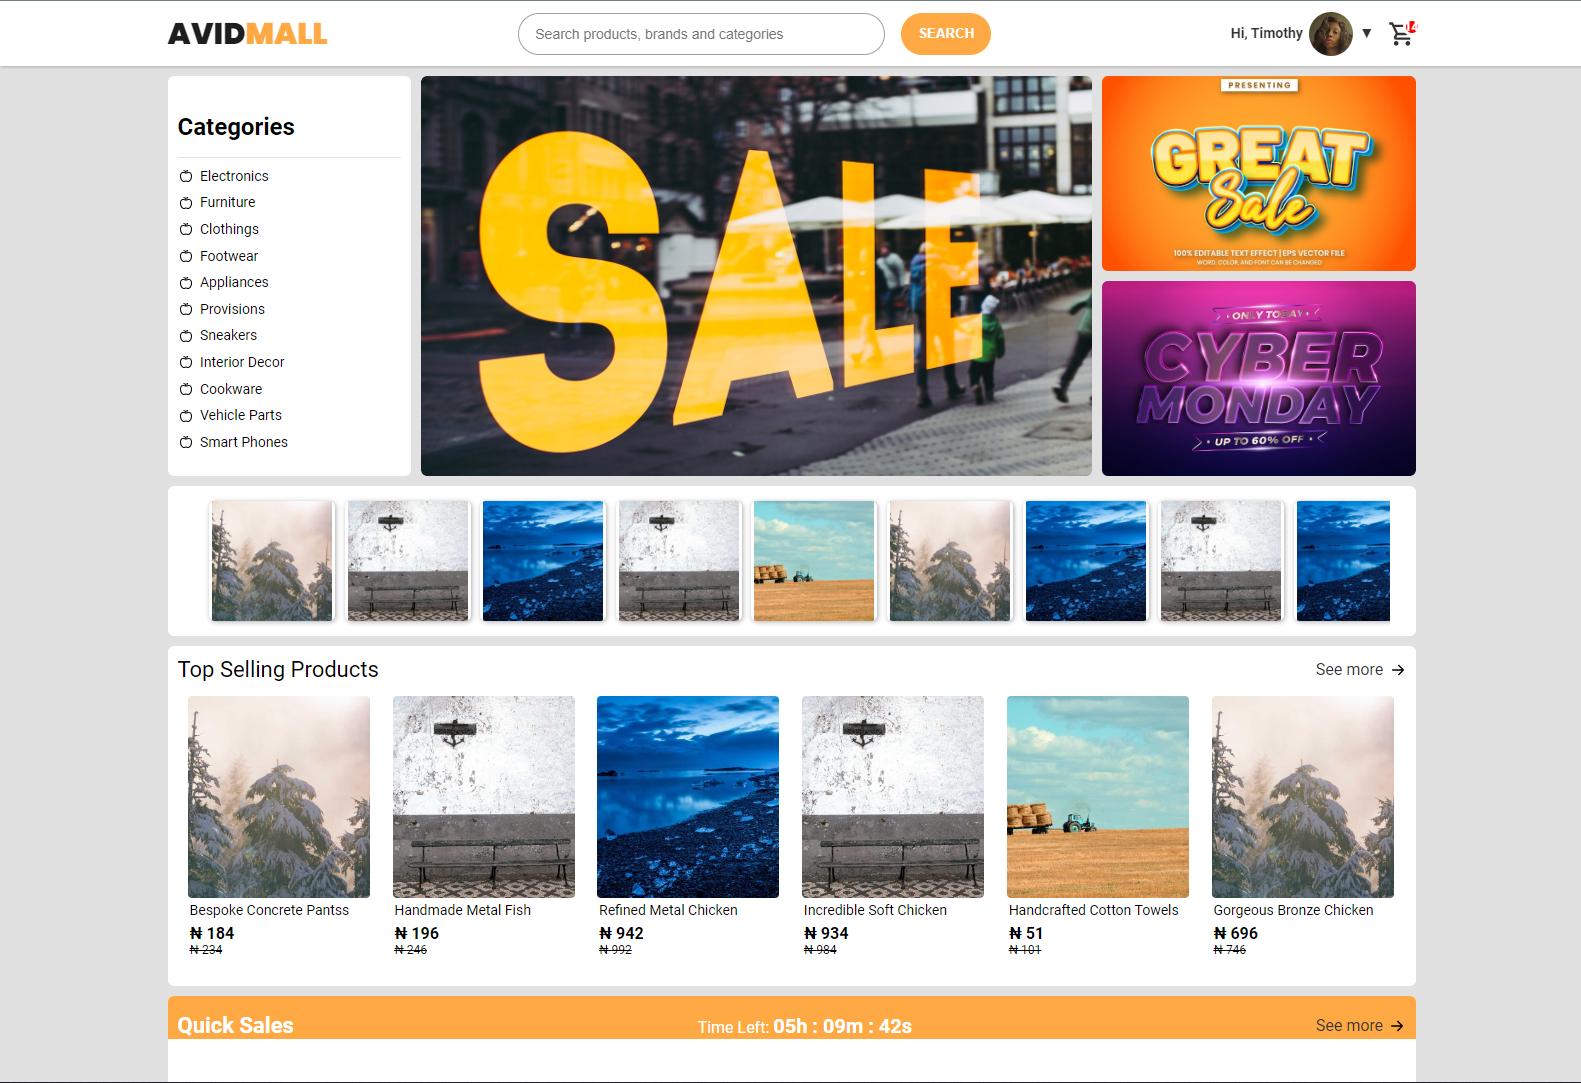 AVIDMALL
Search products, brands and categories
SEARCH
Hi, Timothy
Categories
Electronics
Furniture
Clothings
Footwear
Appliances
Provisions
Sneakers
Interior Decor
Cookware
Vehicle Parts
Smart Phones
SALE
PRESENTING
GREAT
Sale
100% EDITABLE TEXT EFFECT | EPS VECTOR FILE
WORD, COLOR, AND FONT CAN BE CHANGED
• ONLY TODAY •
CYBER
MONDAY
• UP TO 60% OFF •
Top Selling Products
See more →
Bespoke Concrete Pantss
₦ 184
₦ 234
Handmade Metal Fish
₦ 196
₦ 246
Refined Metal Chicken
₦ 942
₦ 992
Incredible Soft Chicken
₦ 934
₦ 984
Handcrafted Cotton Towels
₦ 51
₦ 101
Gorgeous Bronze Chicken
₦ 696
₦ 746
Quick Sales
Time Left: 05h : 09m : 42s
See more →